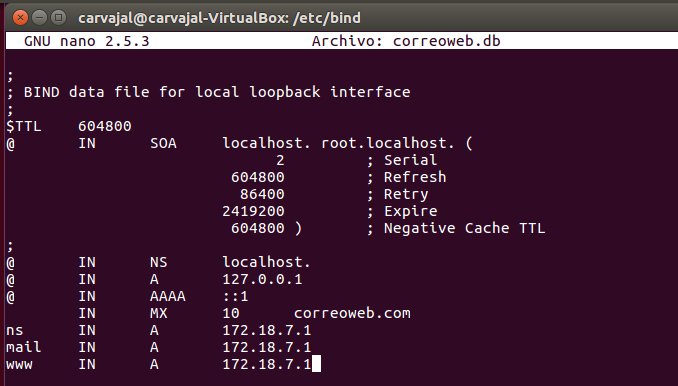 carvajal@carvajal-VirtualBox: /etc/bind
GNU nano 2.5.3 Archivo: correoweb.db
;
; BIND data file for local loopback interface
;
$TTL 604800
@ IN SOA localhost. root.localhost. (
2 ; Serial
604800 ; Refresh
86400 ; Retry
2419200 ; Expire
604800 ) ; Negative Cache TTL
;
@ IN NS localhost.
@ IN A 127.0.0.1
@ IN AAAA ::1
IN MX 10 correoweb.com
ns IN A 172.18.7.1
mail IN A 172.18.7.1
www IN A 172.18.7.1